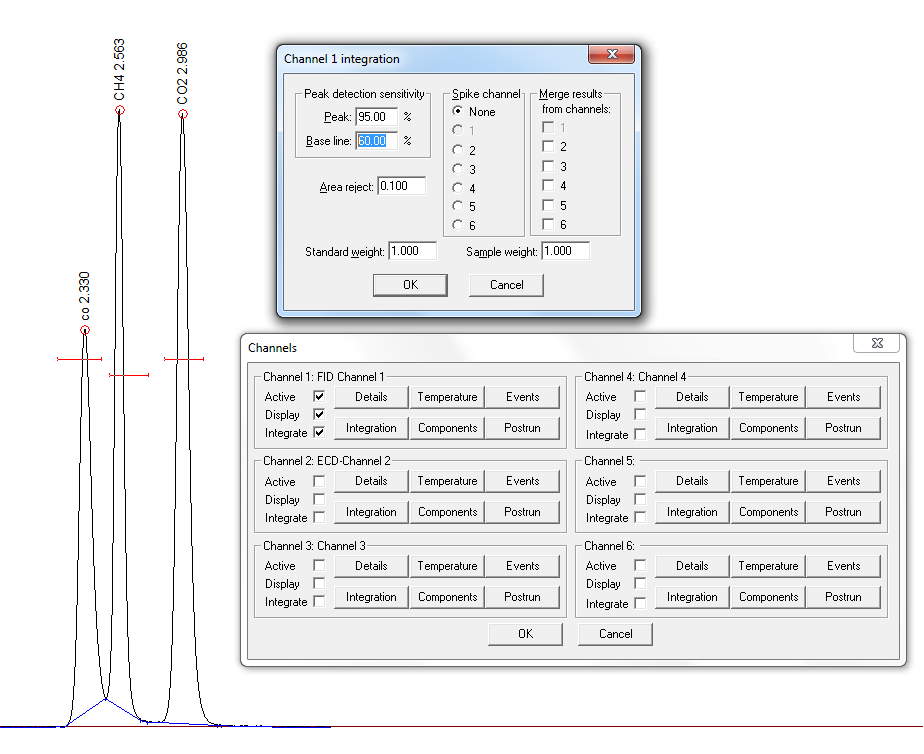 co 2.330
CH4 2.563
CO2 2.986
Channel 1 integration
Peak detection sensitivity
Peak: 95.00 %
Base line: 60.00 %
Area reject: 0.100
Spike channel
None
1
2
3
4
5
6
Merge results
from channels:
1
2
3
4
5
6
Standard weight: 1.000
Sample weight: 1.000
OK Cancel
Channels
Channel 1: FID Channel 1
Active Details Temperature Events
Display
Integrate Integration Components Postrun
Channel 2: ECD-Channel 2
Active Details Temperature Events
Display
Integrate Integration Components Postrun
Channel 3: Channel 3
Active Details Temperature Events
Display
Integrate Integration Components Postrun
Channel 4: Channel 4
Active Details Temperature Events
Display
Integrate Integration Components Postrun
Channel 5:
Active Details Temperature Events
Display
Integrate Integration Components Postrun
Channel 6:
Active Details Temperature Events
Display
Integrate Integration Components Postrun
OK Cancel